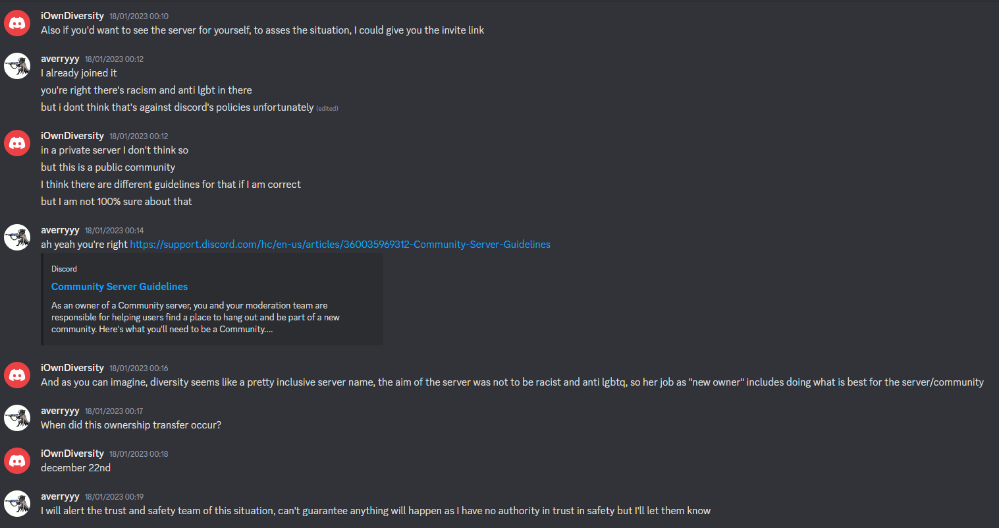 iOwnDiversity 18/01/2023 00:10
Also if you'd want to see the server for yourself, to asses the situation, I could give you the invite link
averryyy 18/01/2023 00:12
I already joined it
you're right there's racism and anti lgbt in there
but i dont think that's against discord's policies unfortunately (edited)
iOwnDiversity 18/01/2023 00:12
in a private server I don't think so
but this is a public community
I think there are different guidelines for that if I am correct
but I am not 100% sure about that
averryyy 18/01/2023 00:14
ah yeah you're right https://support.discord.com/hc/en-us/articles/360035969312-Community-Server-Guidelines
Discord
Community Server Guidelines
As an owner of a Community server, you and your moderation team are
responsible for helping users find a place to hang out and be part of a new
community. Here's what you'll need to be a Community....
iOwnDiversity 18/01/2023 00:16
And as you can imagine, diversity seems like a pretty inclusive server name, the aim of the server was not to be racist and anti lgbtq, so her job as "new owner" includes doing what is best for the server/community
averryyy 18/01/2023 00:17
When did this ownership transfer occur?
iOwnDiversity 18/01/2023 00:18
december 22nd
averryyy 18/01/2023 00:19
I will alert the trust and safety team of this situation, can't guarantee anything will happen as I have no authority in trust in safety but I'll let them know